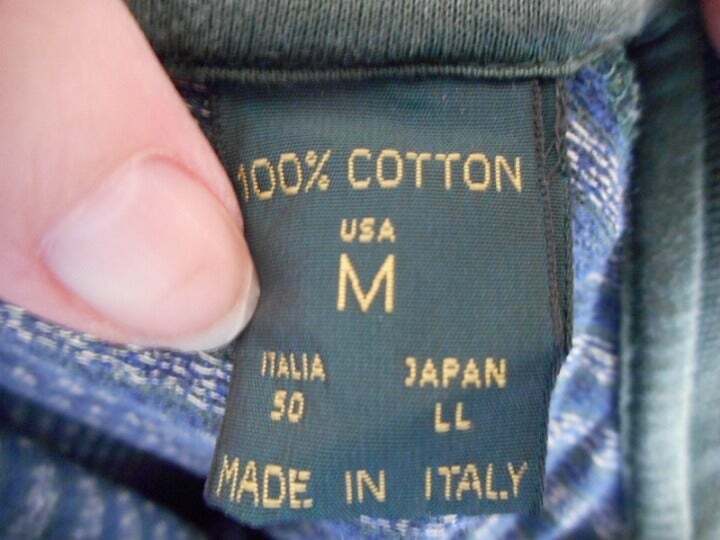 100% COTTON
USA
M
ITALIA JAPAN
50 LL
MADE IN ITALY